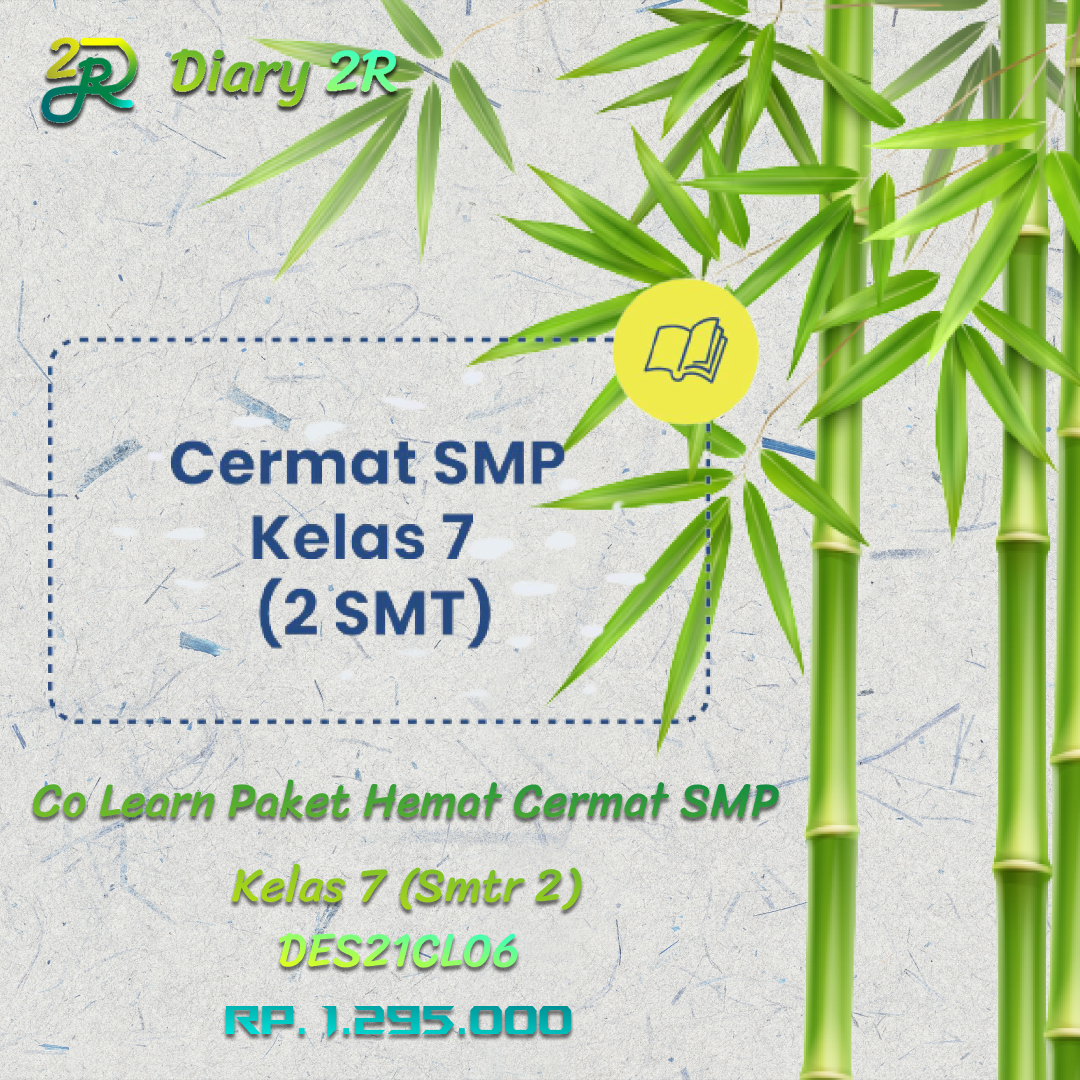 2R Diary 2R
Cermat SMP
Kelas 7
(2 SMT)
Co Learn Paket Hemat Cermat SMP
Kelas 7 (Smtr 2)
DES21CL06
RP. 1.295.000